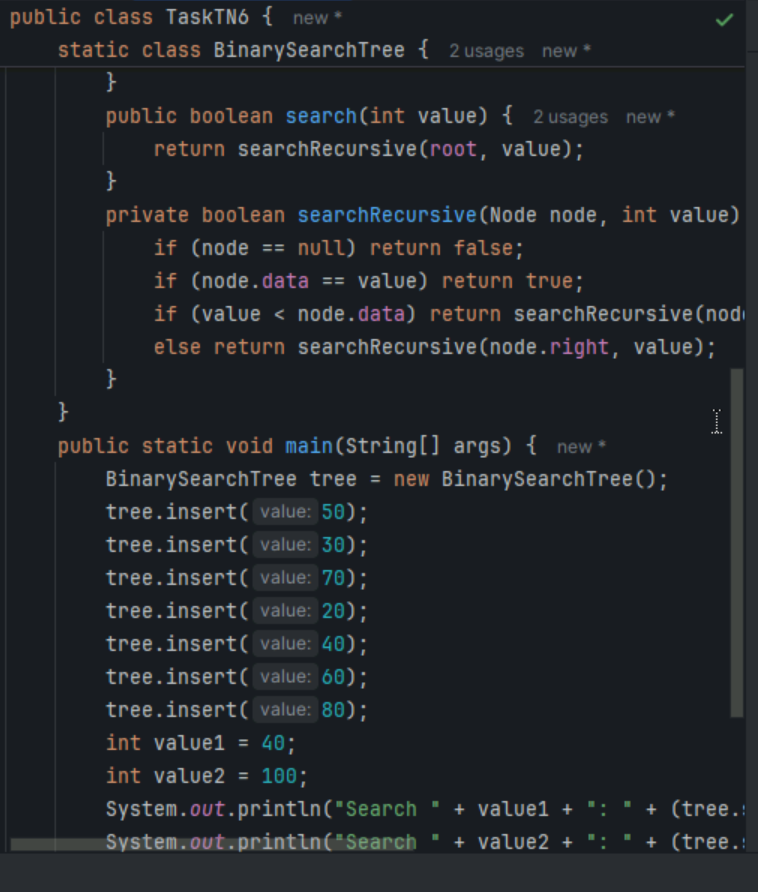 public class TaskTN6 { new *
static class BinarySearchTree { 2 usages new *
}
public boolean search(int value) { 2 usages new *
return searchRecursive(root, value);
}
private boolean searchRecursive(Node node, int value)
if (node == null) return false;
if (node.data == value) return true;
if (value < node.data) return searchRecursive(node
else return searchRecursive(node.right, value);
}
}
public static void main(String[] args) { new *
BinarySearchTree tree = new BinarySearchTree();
tree.insert( value: 50);
tree.insert( value: 30);
tree.insert( value: 70);
tree.insert( value: 20);
tree.insert( value: 40);
tree.insert( value: 60);
tree.insert( value: 80);
int value1 = 40;
int value2 = 100;
System.out.println("Search " + value1 + ": " + (tree.
System.out.println("Search " + value2 + ": " + (tree.